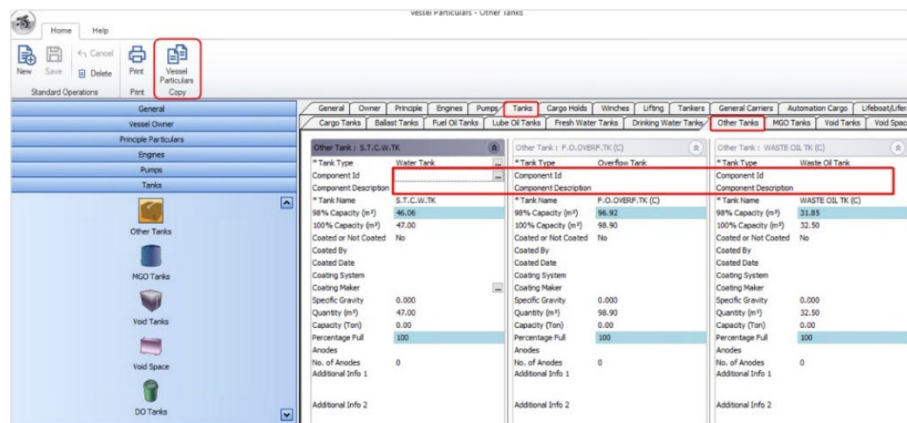 Vessel Particulars - Other Tanks
Home Help
New Save Cancel Delete Print Vessel Particulars
Standard Operations Print Copy
General
Vessel Owner
Principle Particulars
Engines
Pumps
Tanks
Other Tanks
MGO Tanks
Void Tanks
Void Space
DO Tanks
General Owner Principle Engines Pumps Tanks Cargo Holds Winches Lifting Tankers General Carriers Automation Cargo
Cargo Tanks Ballast Tanks Fuel Oil Tanks Lube Oil Tanks Fresh Water Tanks Drinking Water Tanks Other Tanks MGO Tanks Void Tanks Void Space
Other Tank : S.T.C.W.TK Other Tank : F.O.OVERF.TK (C) Other Tank : WASTE OIL TK (C)
*Tank Type Water Tank ... *Tank Type Overflow Tank *Tank Type Waste Oil Tank
Component Id ... Component Id Component Id
Component Description Component Description Component Description
*Tank Name S.T.C.W.TK *Tank Name F.O.OVERF.TK (C) *Tank Name WASTE OIL TK (C)
98% Capacity (m³) 46.06 98% Capacity (m³) 96.92 98% Capacity (m³) 31.85
100% Capacity (m³) 47.00 100% Capacity (m³) 98.90 100% Capacity (m³) 32.50
Coated or Not Coated No Coated or Not Coated No Coated or Not Coated No
Coated By Coated By Coated By
Coated Date Coated Date Coated Date
Coating System Coating System Coating System
Coating Maker ... Coating Maker Coating Maker
Specific Gravity 0.000 Specific Gravity 0.000 Specific Gravity 0.000
Quantity (m³) 47.00 Quantity (m³) 98.90 Quantity (m³) 32.50
Capacity (Ton) 0.00 Capacity (Ton) 0.00 Capacity (Ton) 0.00
Percentage Full 100 Percentage Full 100 Percentage Full 100
Anodes Anodes Anodes
No. of Anodes 0 No. of Anodes 0 No. of Anodes 0
Additional Info 1 Additional Info 1 Additional Info 1
Additional Info 2 Additional Info 2 Additional Info 2